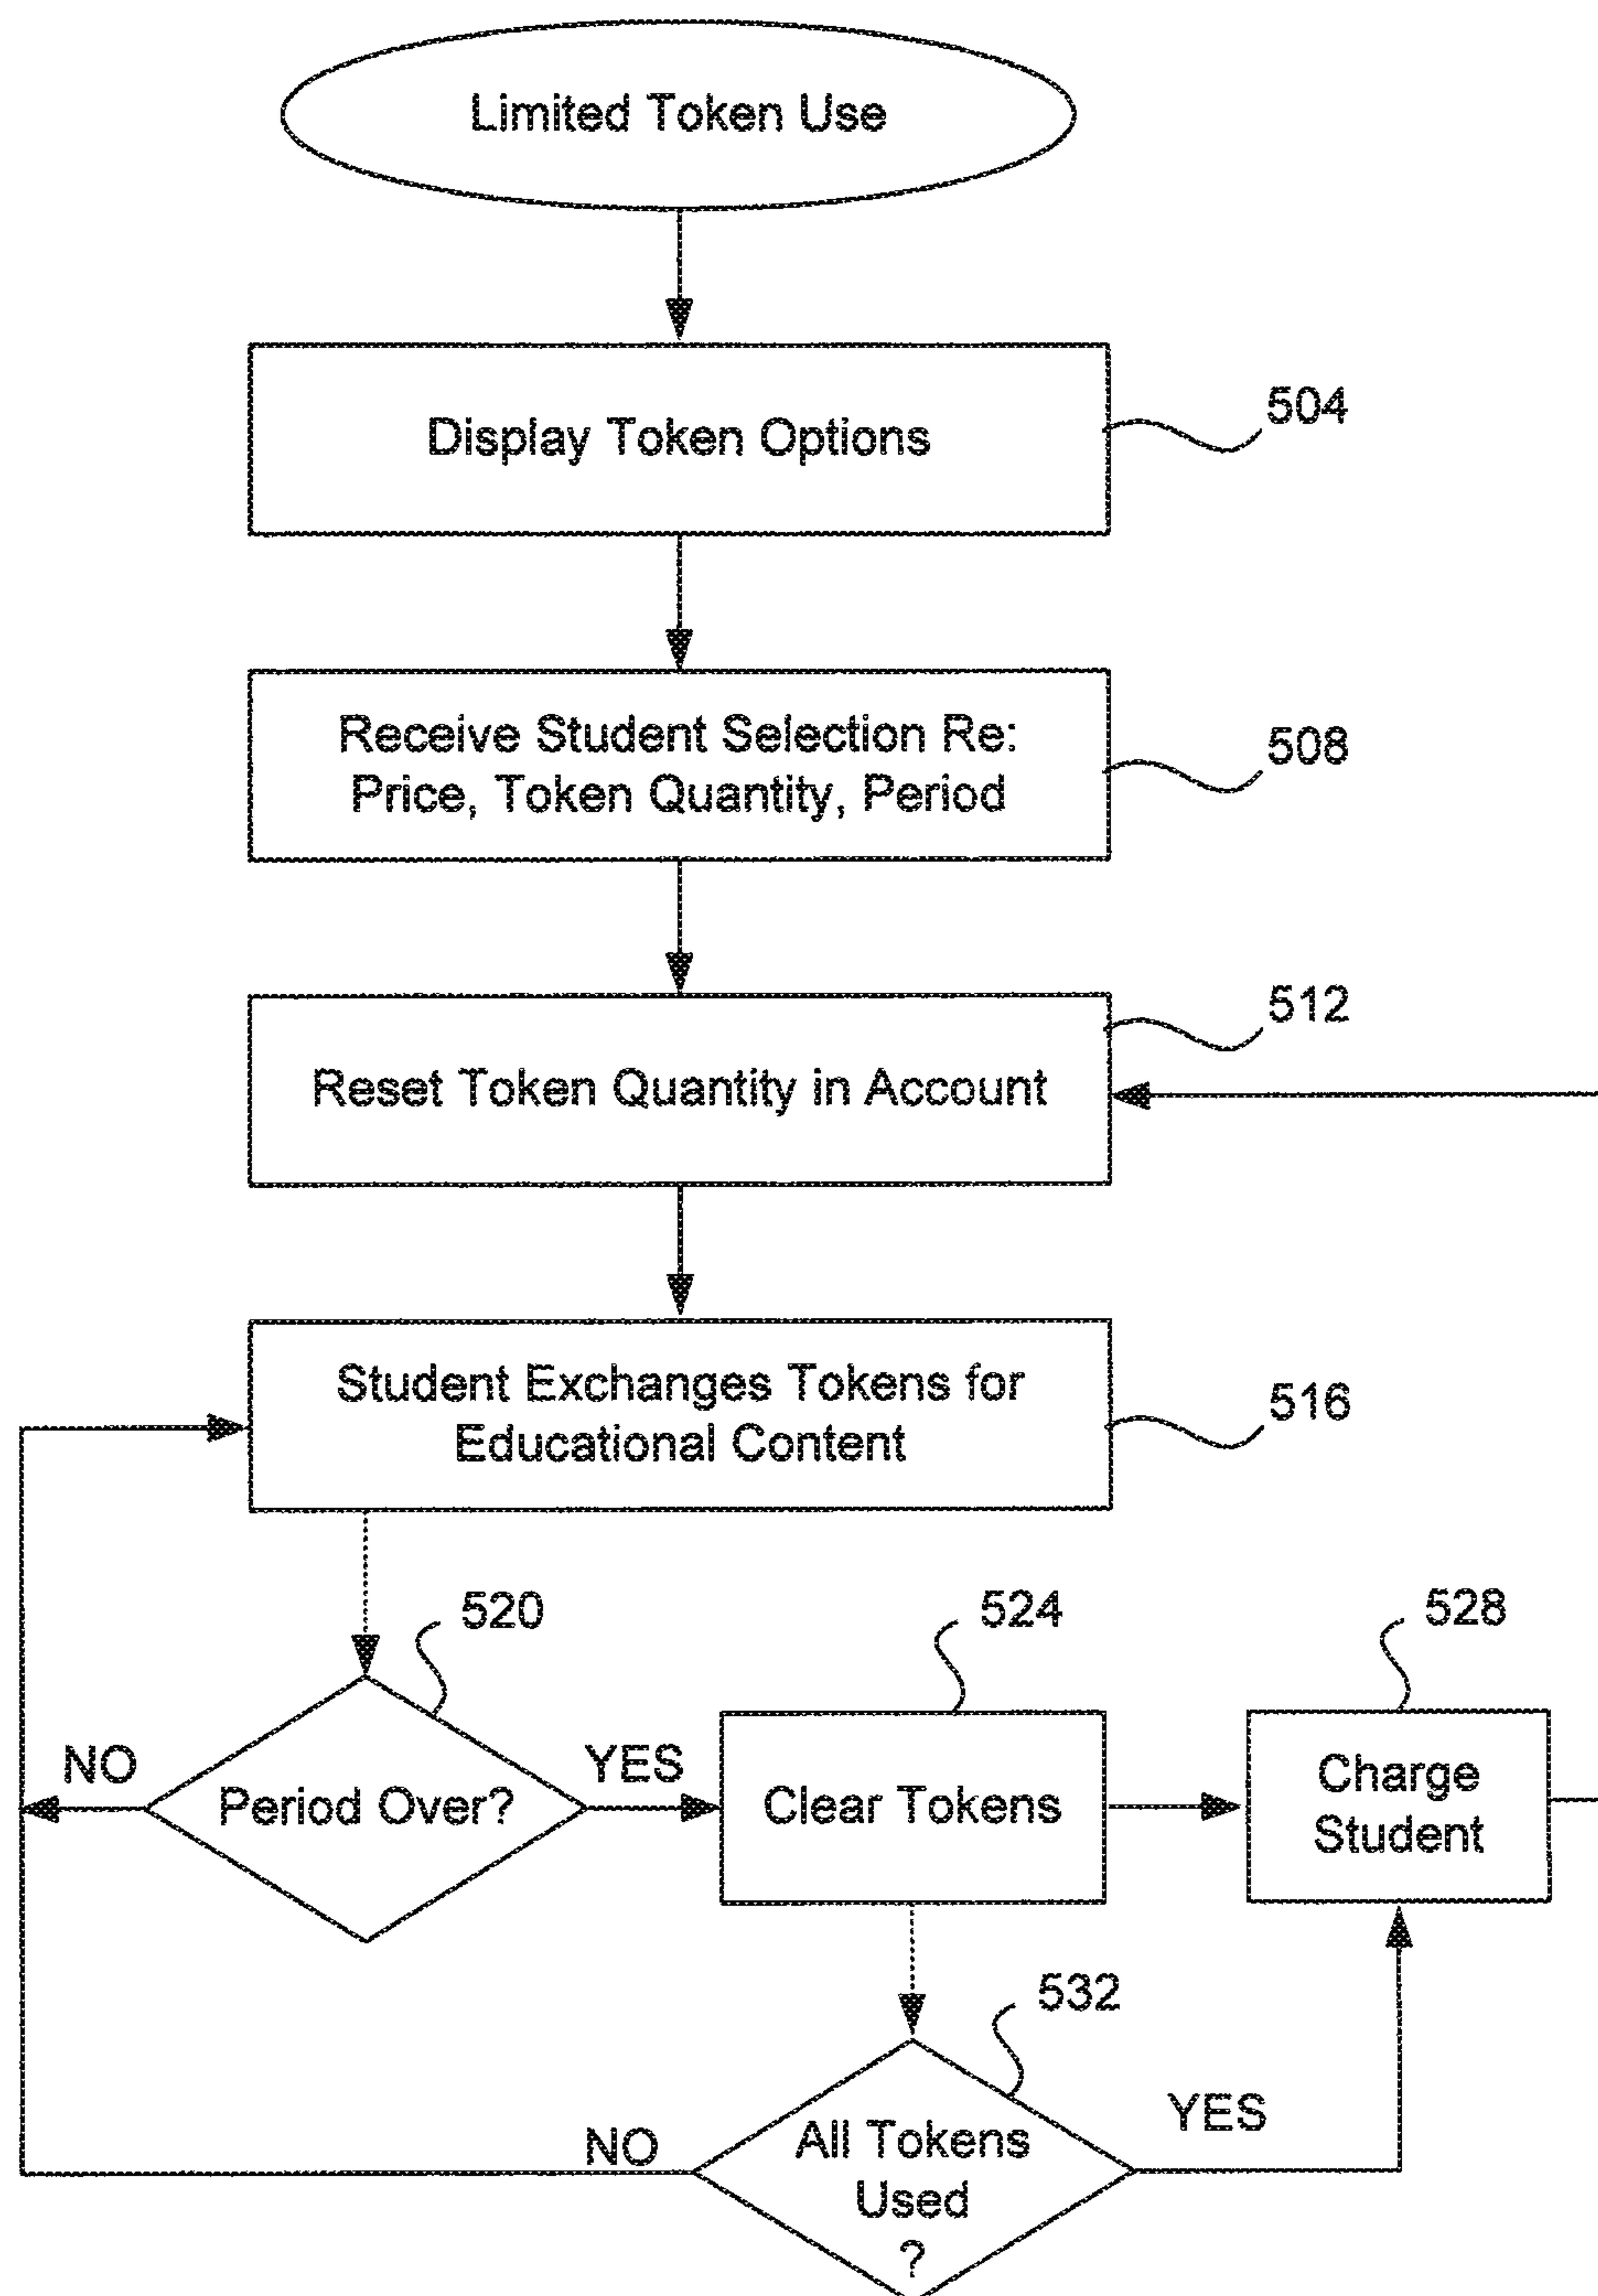 Limited Token Use
Display Token Options
504
Receive Student Selection Re:
Price, Token Quantity, Period
508
512
Reset Token Quantity in Account
Student Exchanges Tokens for
Educational Content
516
520
524
528
NO
Period Over?
YES
Clear Tokens
Charge
Student
532
NO
All Tokens
Used
?
YES